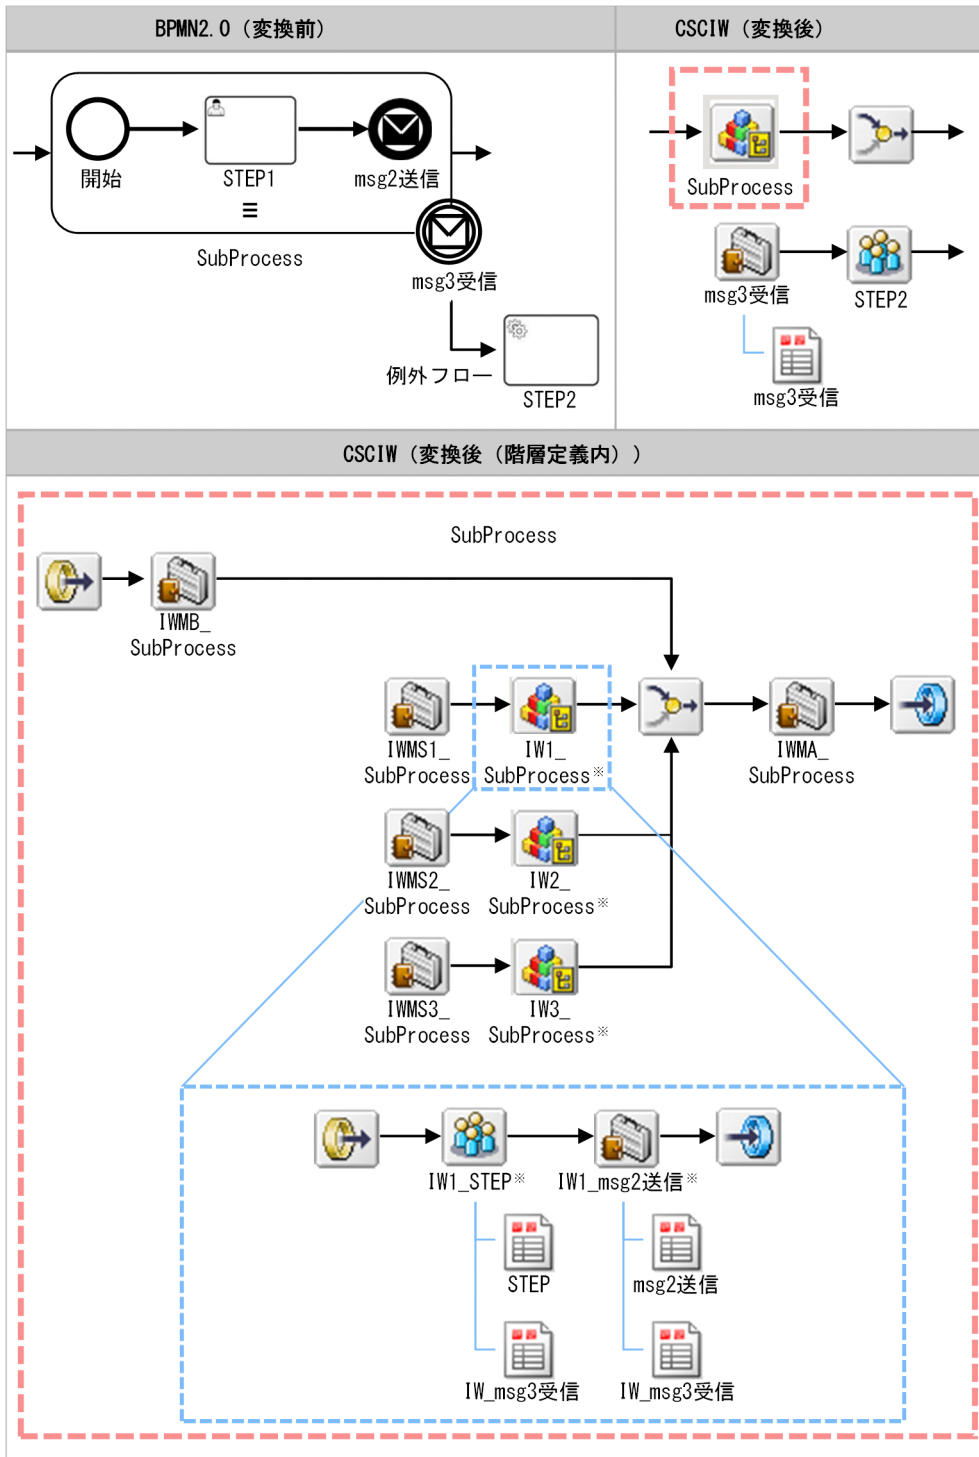 BPMN2.0（変換前）
CSCIW（変換後）
開始
STEP1
msg2送信
SubProcess
msg3受信
例外フロー
STEP2
SubProcess
msg3受信
STEP2
msg3受信
CSCIW（変換後（階層定義内））
SubProcess
IWMB_
SubProcess
IWMS1_
SubProcess
IW1_
SubProcess※
IWMA_
SubProcess
IWMS2_
SubProcess
IW2_
SubProcess※
IWMS3_
SubProcess
IW3_
SubProcess※
IW1_STEP※
IW1_msg2送信※
STEP
msg2送信
IW_msg3受信
IW_msg3受信